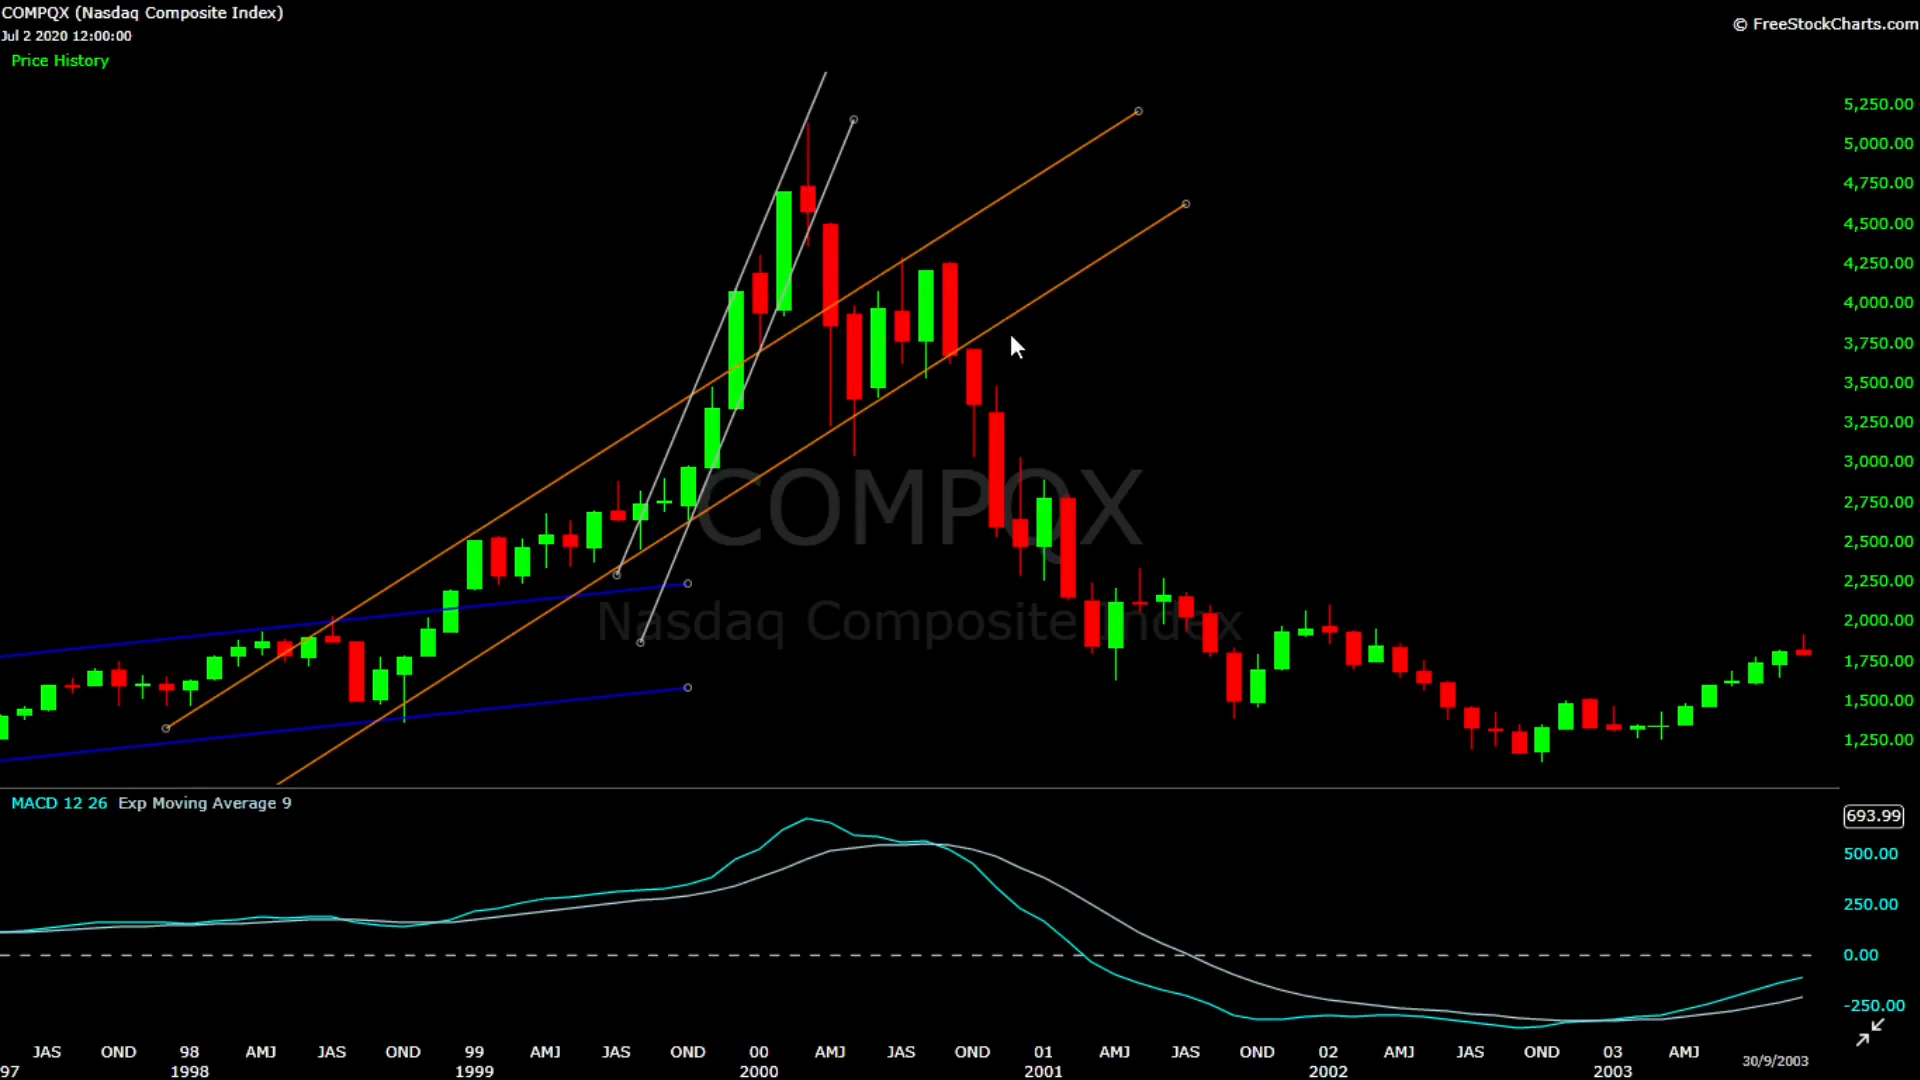 COMPQX (Nasdaq Composite Index)
Jul 2 2020 12:00:00
© FreeStockCharts.com
Price History
5,250.00
5,000.00
4,750.00
4,500.00
4,250.00
4,000.00
3,750.00
3,500.00
3,250.00
3,000.00
2,750.00
2,500.00
2,250.00
2,000.00
1,750.00
1,500.00
1,250.00
COMPQX
Nasdaq Composite Index
MACD 12 26 Exp Moving Average 9
693.99
500.00
250.00
0.00
-250.00
JAS OND 98 AMJ JAS OND 99 AMJ JAS OND 00 AMJ JAS OND 01 AMJ JAS OND 02 AMJ JAS OND 03 AMJ
97 1998 1999 2000 2001 2002 2003 30/9/2003